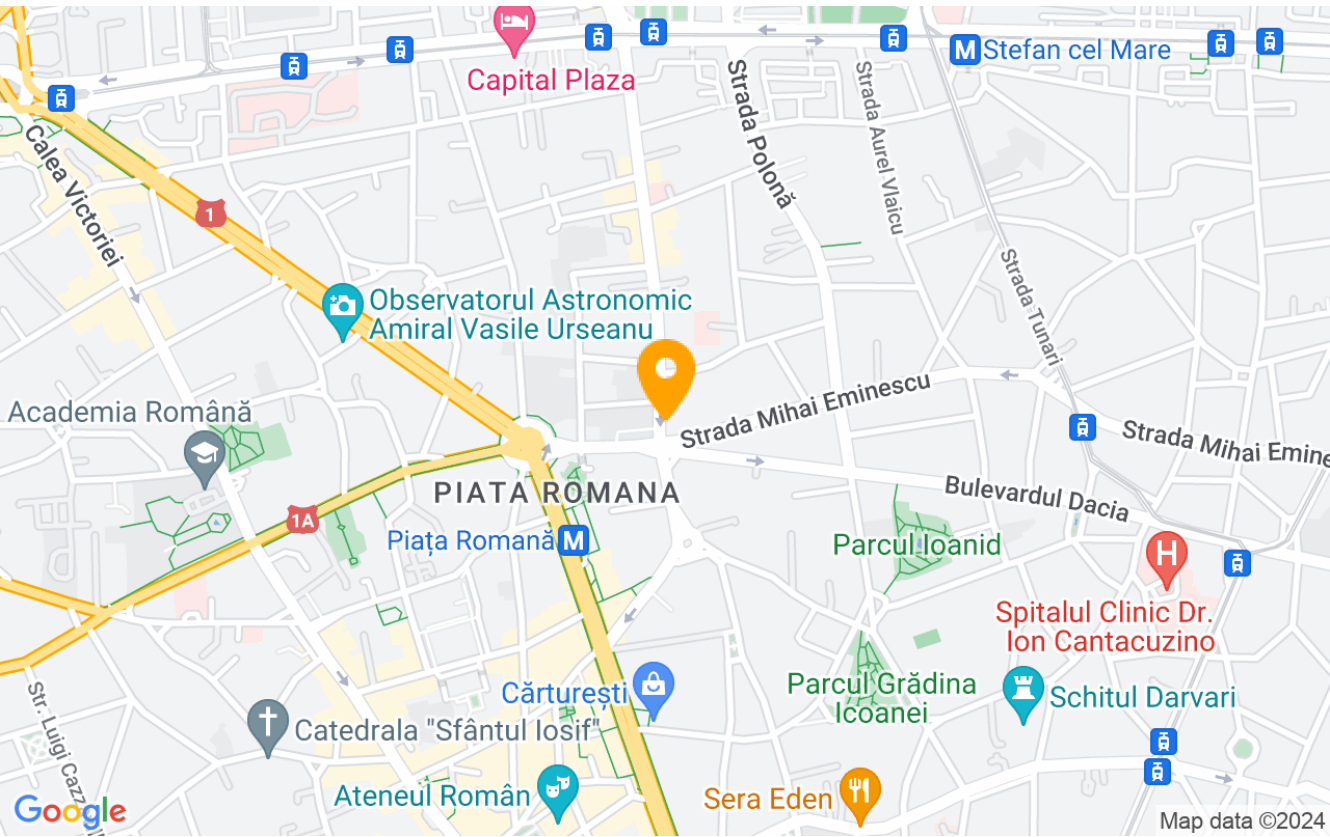 Stefan cel Mare
Capital Plaza
Strada Polonă
Strada Aurel Vlaicu
Calea Victoriei
1
Strada Tunari
Observatorul Astronomic
Amiral Vasile Urseanu
Strada Mihai Eminescu
Academia Română
Strada Mihai Emine
PIATA ROMANA
Bulevardul Dacia
1A
Piața Romană
M
Parcul Ioanid
H
Spitalul Clinic Dr.
Ion Cantacuzino
Cărturești
Parcul Grădina
Icoanei
Schitul Darvari
Str. Luigi Cazz
Catedrala "Sfântul Iosif"
Ateneul Român
Sera Eden
Google
Map data ©2024